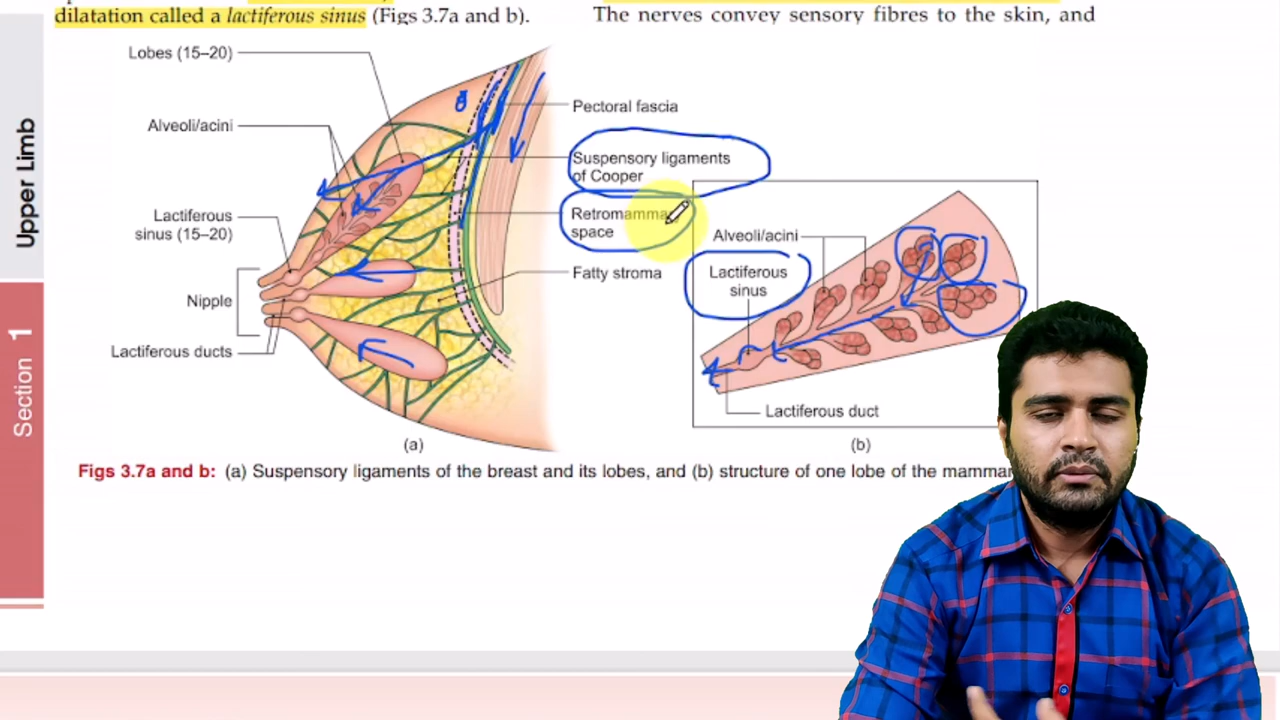 dilatation called a lactiferous sinus (Figs 3.7a and b).
The nerves convey sensory fibres to the skin, and
Upper Limb
Section 1
Lobes (15–20)
Alveoli/acini
Lactiferous
sinus (15–20)
Nipple
Lactiferous ducts
Pectoral fascia
Suspensory ligaments
of Cooper
Retromamma
space
Fatty stroma
(a)
Alveoli/acini
Lactiferous
sinus
Lactiferous duct
(b)
Figs 3.7a and b: (a) Suspensory ligaments of the breast and its lobes, and (b) structure of one lobe of the mammar